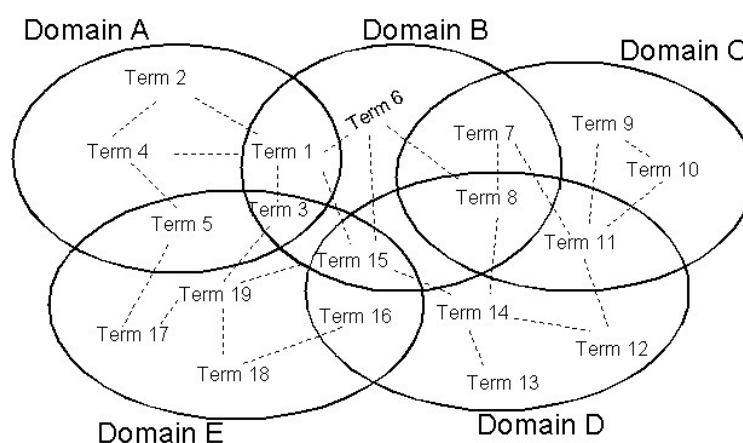 Domain A
Domain B
Domain C
Term 2
Term 6
Term 7
Term 9
Term 4
Term 1
Term 10
Term 8
Term 5
Term 3
Term 11
Term 15
Term 19
Term 16
Term 14
Term 17
Term 12
Term 18
Term 13
Domain E
Domain D